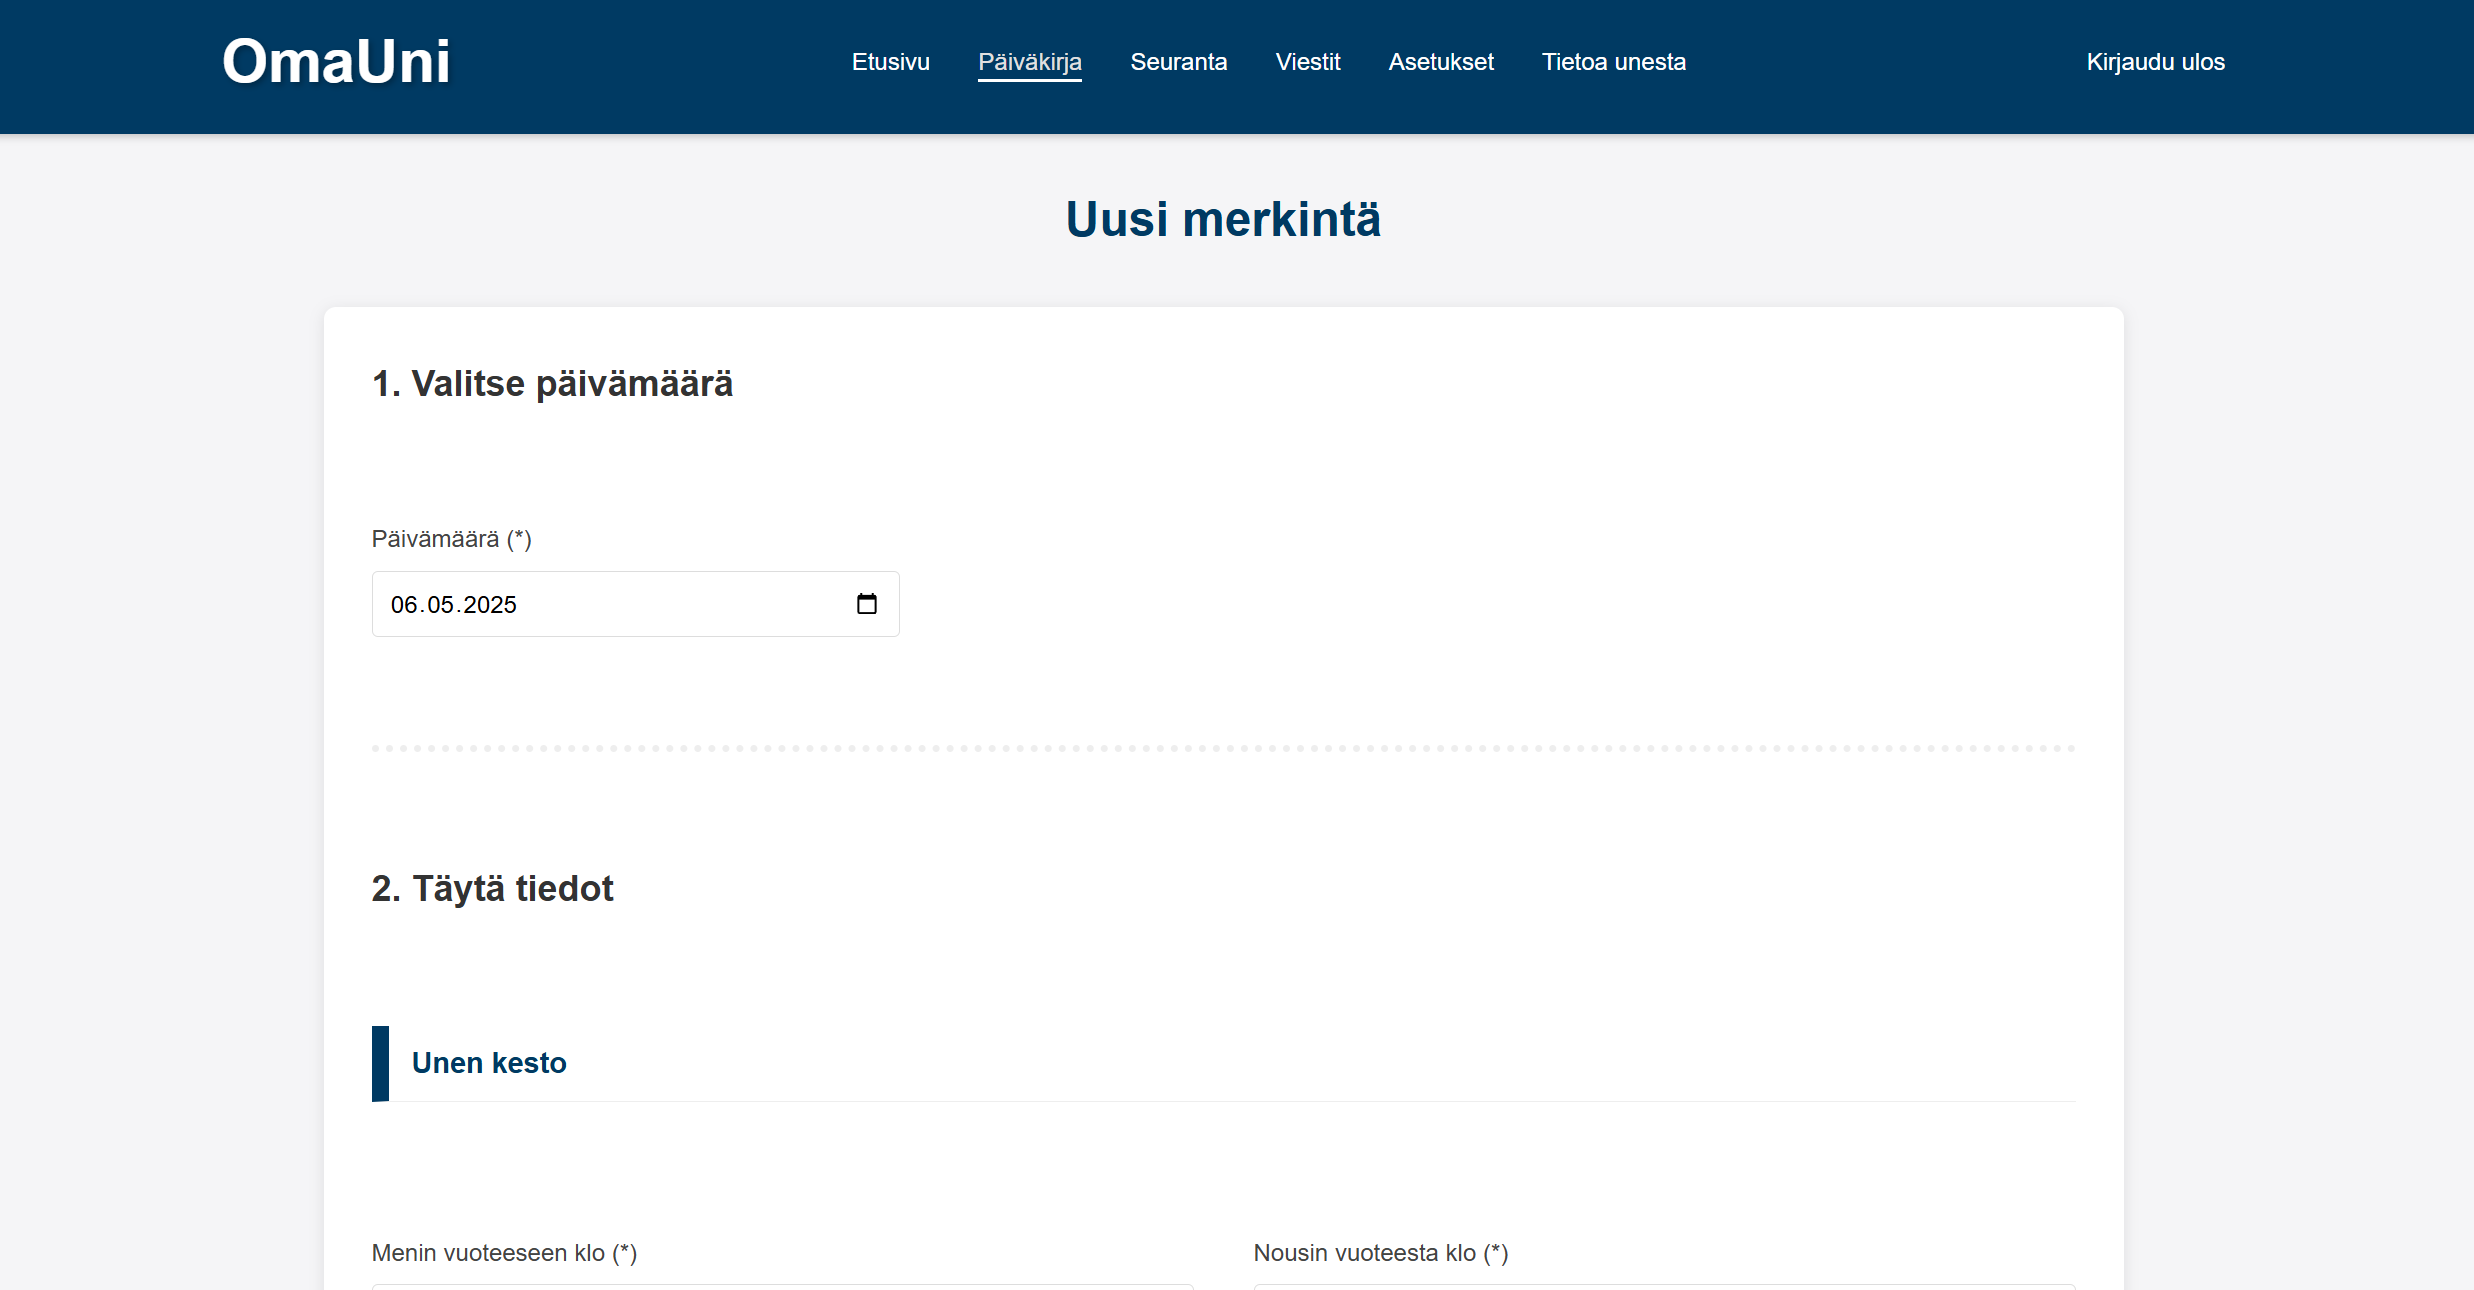 OmaUni
Etusivu Päiväkirja Seuranta Viestit Asetukset Tietoa unesta Kirjaudu ulos
Uusi merkintä
1. Valitse päivämäärä
Päivämäärä (*)
06.05.2025
2. Täytä tiedot
Unen kesto
Menin vuoteeseen klo (*) Nousin vuoteesta klo (*)